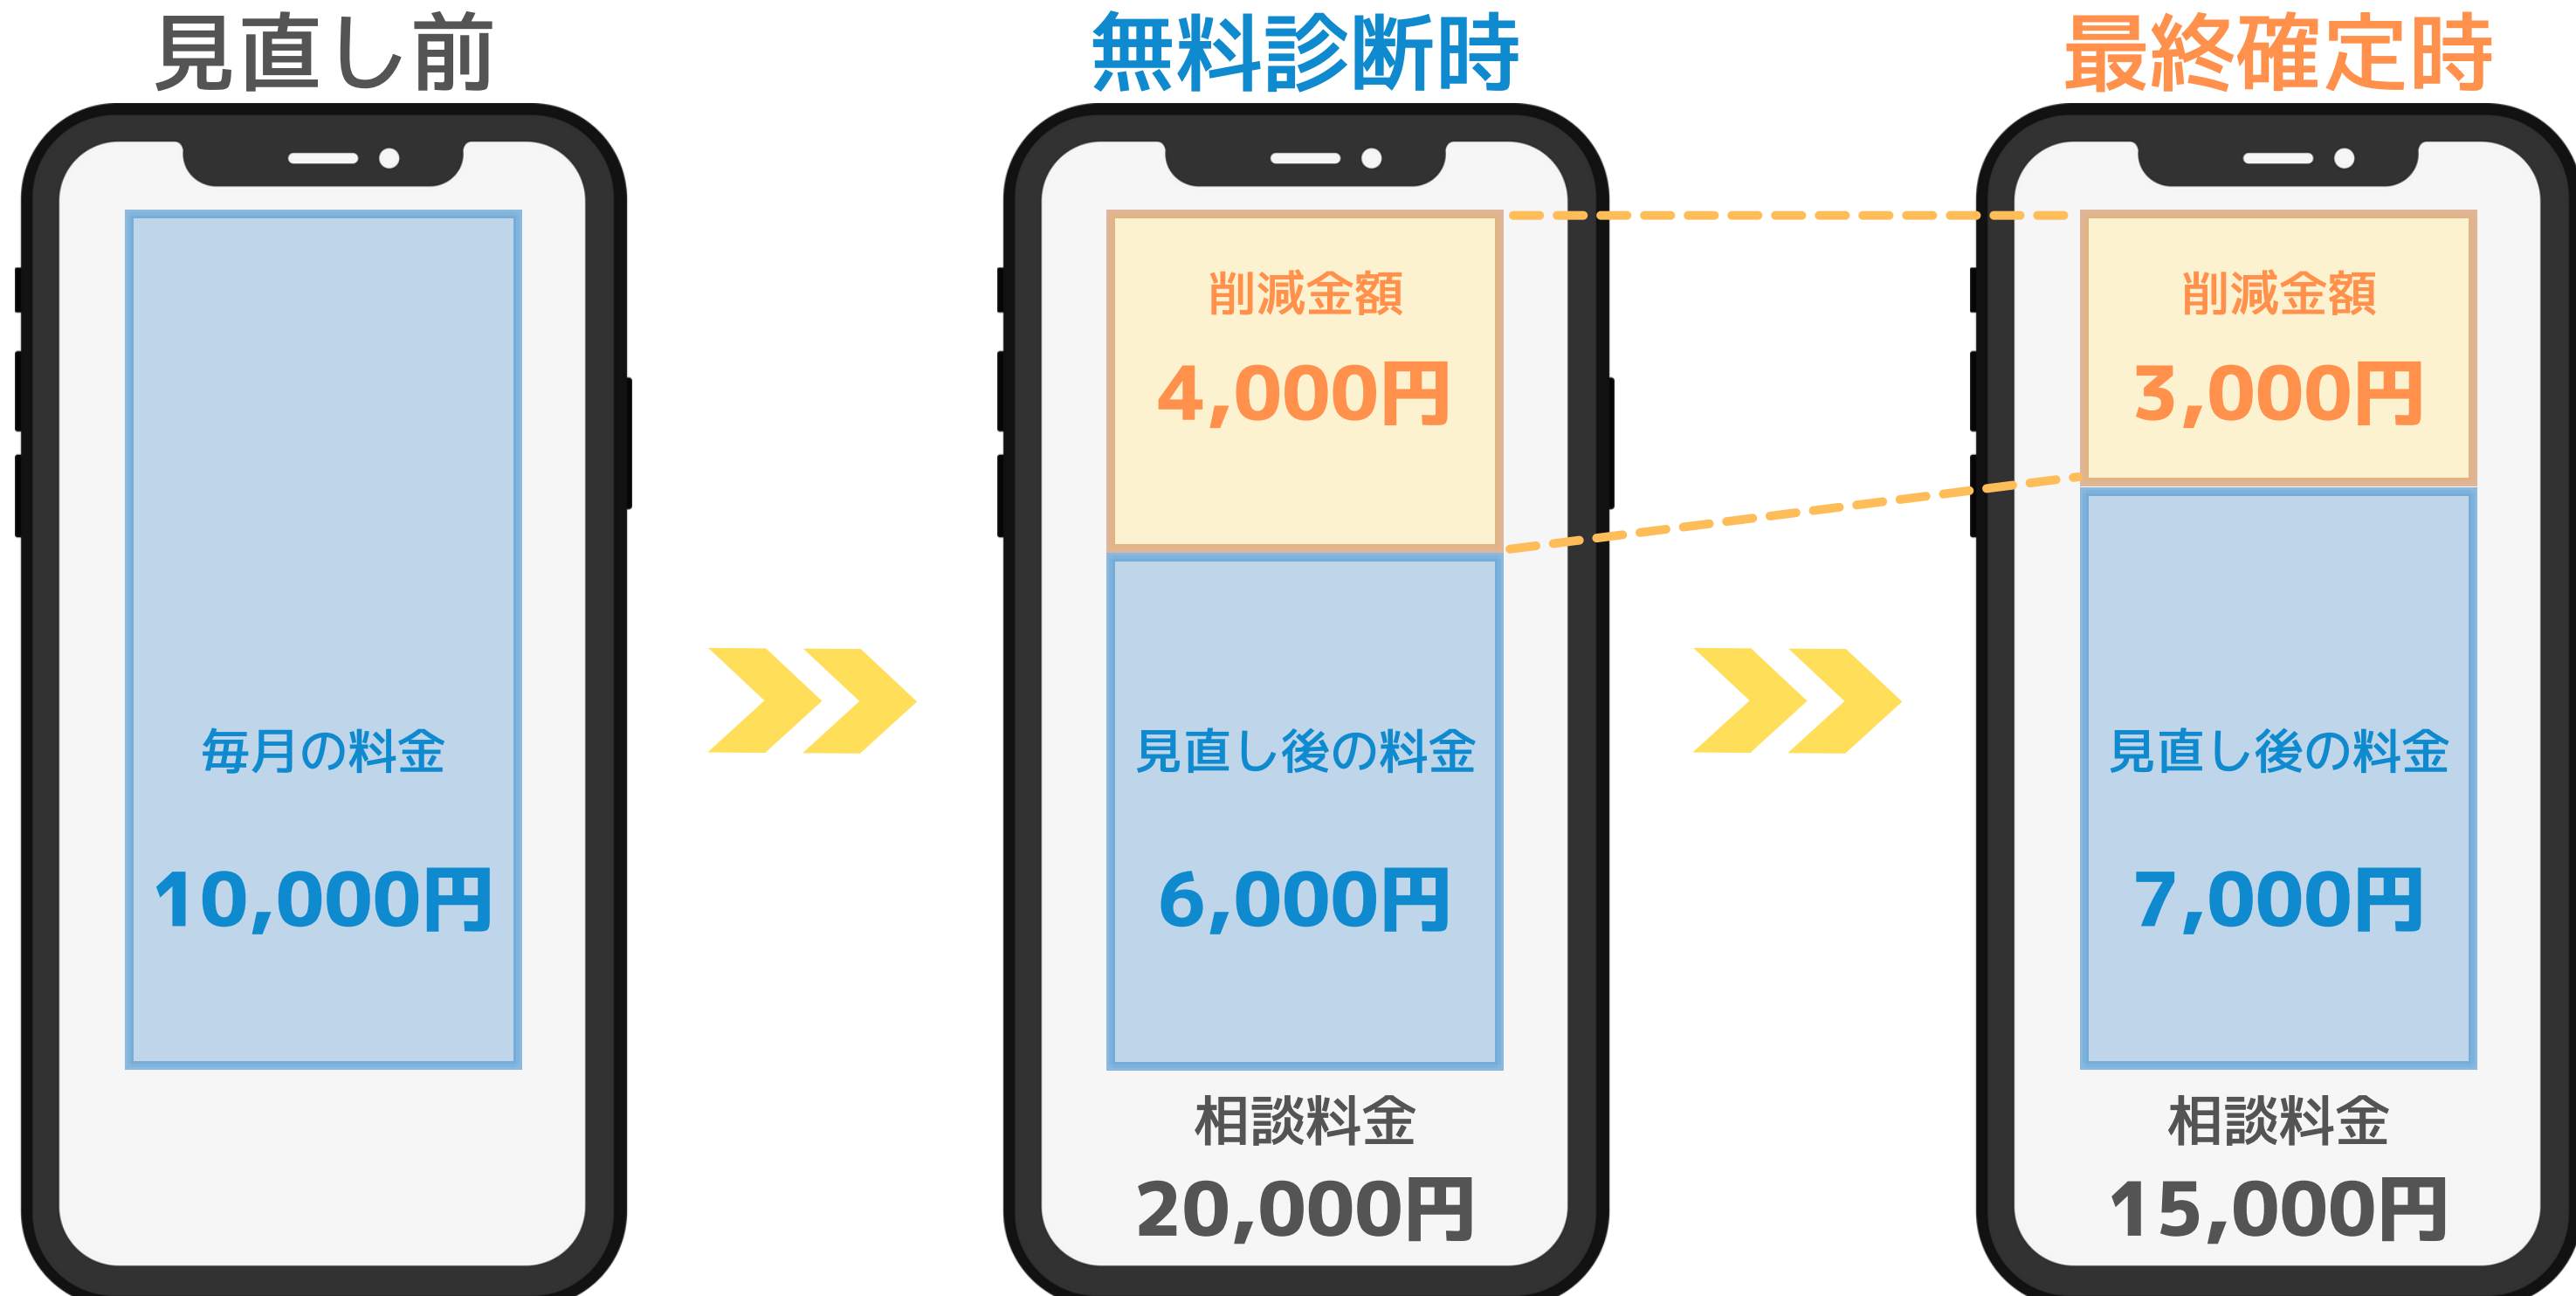 見直し前
毎月の料金
10,000円
無料診断時
削減金額
4,000円
見直し後の料金
6,000円
相談料金
20,000円
最終確定時
削減金額
3,000円
見直し後の料金
7,000円
相談料金
15,000円